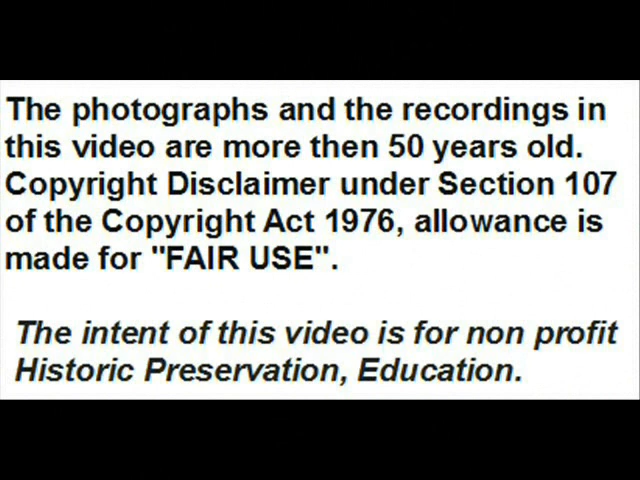 The photographs and the recordings in
this video are more then 50 years old.
Copyright Disclaimer under Section 107
of the Copyright Act 1976, allowance is
made for "FAIR USE".
The intent of this video is for non profit
Historic Preservation, Education.